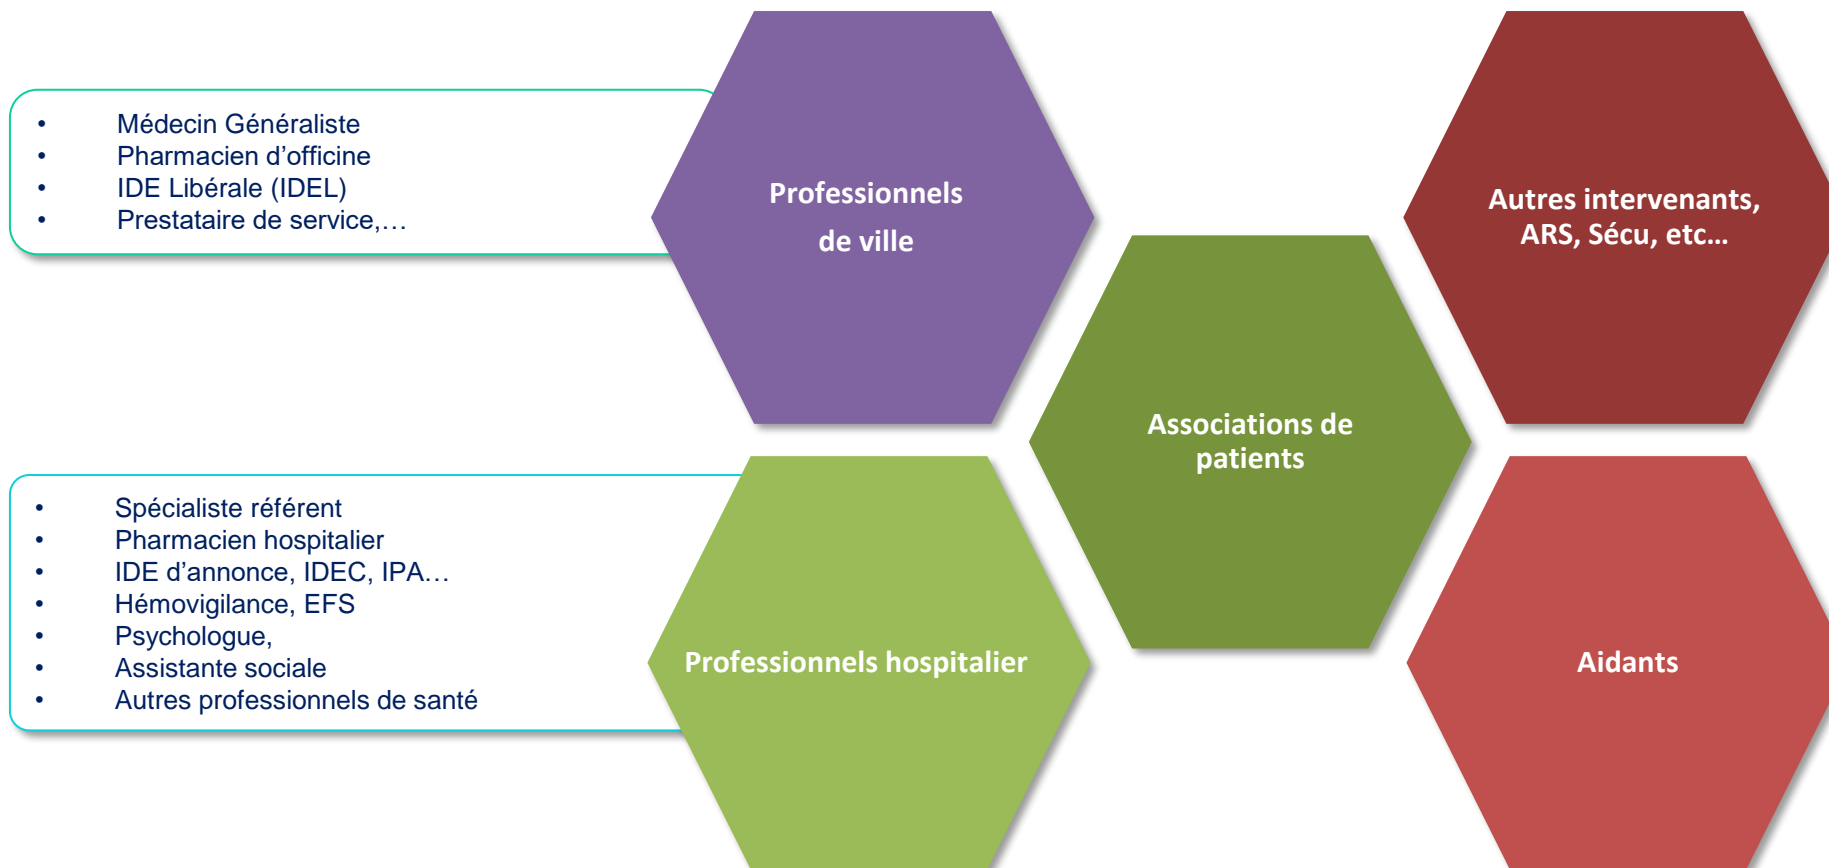 • Médecin Généraliste
• Pharmacien d’officine
• IDE Libérale (IDEL)
• Prestataire de service,…
Professionnels
de ville
Autres intervenants,
ARS, Sécu, etc…
Associations de
patients
• Spécialiste référent
• Pharmacien hospitalier
• IDE d’annonce, IDEC, IPA…
• Hémovigilance, EFS
• Psychologue,
• Assistante sociale
• Autres professionnels de santé
Professionnels hospitalier
Aidants